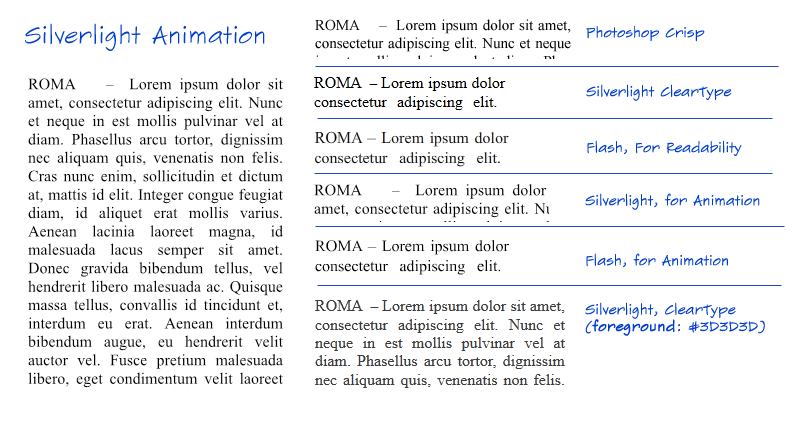 Silverlight Animation
ROMA – Lorem ipsum dolor sit
amet, consectetur adipiscing elit. Nunc
et neque in est mollis pulvinar vel at
diam. Phasellus arcu tortor, dignissim
nec aliquam quis, venenatis non felis.
Cras nunc enim, sollicitudin et dictum
at, mattis id elit. Integer congue feugiat
diam, id aliquet erat mollis varius.
Aenean lacinia laoreet magna, id
malesuada lacus semper sit amet.
Donec gravida bibendum tellus, vel
hendrerit libero malesuada ac. Quisque
massa tellus, convallis id tincidunt et,
interdum eu erat. Aenean interdum
bibendum augue, eu hendrerit velit
auctor vel. Fusce pretium malesuada
libero, eget condimentum velit laoreet
ROMA – Lorem ipsum dolor sit amet,
consectetur adipiscing elit. Nunc et neque
Photoshop Crisp
ROMA – Lorem ipsum dolor
consectetur adipiscing elit.
Silverlight ClearType
ROMA – Lorem ipsum dolor
consectetur adipiscing elit.
Flash, For Readability
ROMA – Lorem ipsum dolor
amet, consectetur adipiscing elit. Nu
Silverlight, for Animation
ROMA – Lorem ipsum dolor
consectetur adipiscing elit.
Flash, for Animation
ROMA – Lorem ipsum dolor sit amet,
consectetur adipiscing elit. Nunc et
neque in est mollis pulvinar vel at
diam. Phasellus arcu tortor, dignissim
nec aliquam quis, venenatis non felis.
Silverlight, ClearType
(foreground: #3D3D3D)